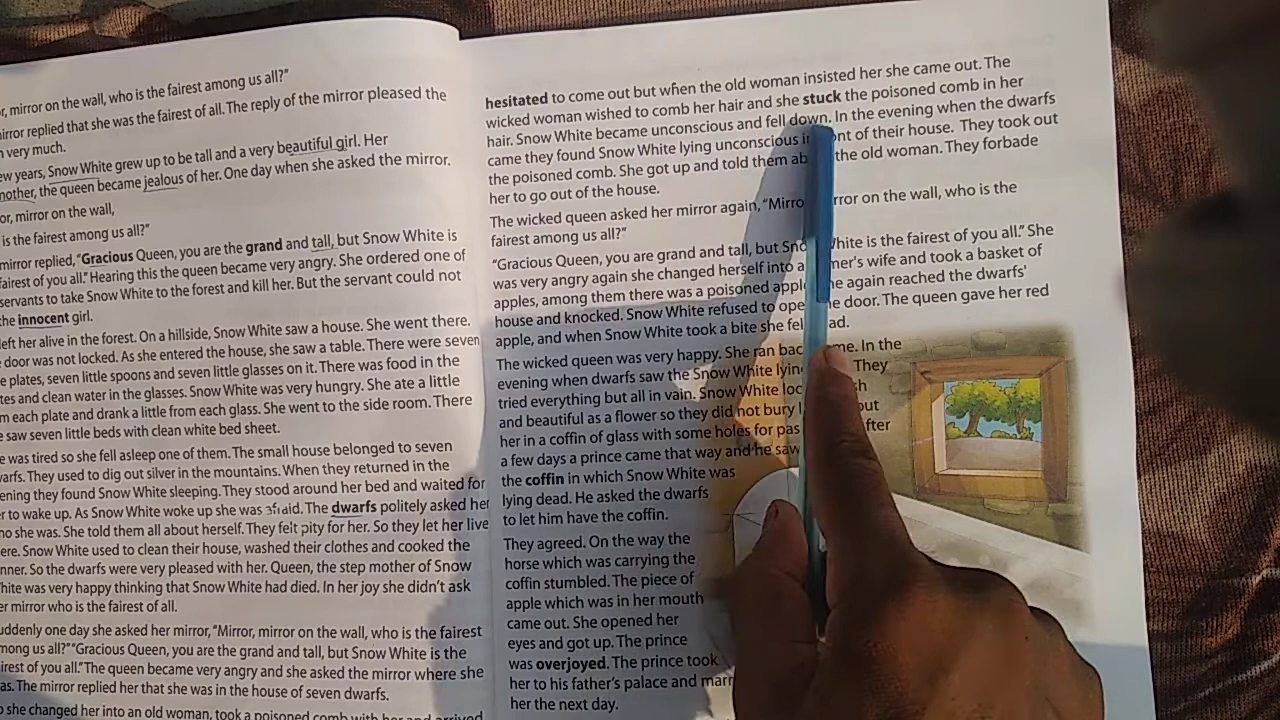 r, mirror on the wall, who is the fairest among us all?"
irror replied that she was the fairest of all. The reply of the mirror pleased the
very much.
ew years, Snow White grew up to be tall and a very beautiful girl. Her
mother, the queen became jealous of her. One day when she asked the mirror.
or, mirror on the wall,
is the fairest among us all?"
mirror replied, "Gracious Queen, you are the grand and tall, but Snow White is
fairest of you all." Hearing this the queen became very angry. She ordered one of
servants to take Snow White to the forest and kill her. But the servant could not
the innocent girl.
left her alive in the forest. On a hillside, Snow White saw a house. She went there.
door was not locked. As she entered the house, she saw a table. There were seven
e plates, seven little spoons and seven little glasses on it. There was food in the
tes and clean water in the glasses. Snow White was very hungry. She ate a little
m each plate and drank a little from each glass. She went to the side room. There
e saw seven little beds with clean white bed sheet.
e was tired so she fell asleep one of them. The small house belonged to seven
varfs. They used to dig out silver in the mountains. When they returned in the
ening they found Snow White sleeping. They stood around her bed and waited for
r to wake up. As Snow White woke up she was afraid. The dwarfs politely asked her
ho she was. She told them all about herself. They felt pity for her. So they let her live
ere. Snow White used to clean their house, washed their clothes and cooked the
nner. So the dwarfs were very pleased with her. Queen, the step mother of Snow
hite was very happy thinking that Snow White had died. In her joy she didn't ask
er mirror who is the fairest of all.
uddenly one day she asked her mirror, "Mirror, mirror on the wall, who is the fairest
mong us all?" "Gracious Queen, you are the grand and tall, but Snow White is the
irest of you all." The queen became very angry and she asked the mirror where she
as. The mirror replied her that she was in the house of seven dwarfs.
o she changed her into an old woman, took a poisoned comb with her and arrived
hesitated to come out but when the old woman insisted her she came out. The
wicked woman wished to comb her hair and she stuck the poisoned comb in her
hair. Snow White became unconscious and fell down. In the evening when the dwarfs
came they found Snow White lying unconscious in ont of their house. They took out
the poisoned comb. She got up and told them ab the old woman. They forbade
her to go out of the house.
The wicked queen asked her mirror again, "Mirro rror on the wall, who is the
fairest among us all?"
"Gracious Queen, you are grand and tall, but Sno White is the fairest of you all." She
was very angry again she changed herself into a mer's wife and took a basket of
apples, among them there was a poisoned appl e again reached the dwarfs'
house and knocked. Snow White refused to ope he door. The queen gave her red
apple, and when Snow White took a bite she fel ad.
The wicked queen was very happy. She ran bac me. In the
evening when dwarfs saw the Snow White lyin They
tried everything but all in vain. Snow White loo sh
and beautiful as a flower so they did not bury out
her in a coffin of glass with some holes for pas fter
a few days a prince came that way and he saw
the coffin in which Snow White was
lying dead. He asked the dwarfs
to let him have the coffin.
They agreed. On the way the
horse which was carrying the
coffin stumbled. The piece of
apple which was in her mouth
came out. She opened her
eyes and got up. The prince
was overjoyed. The prince took
her to his father's palace and marr
her the next day.